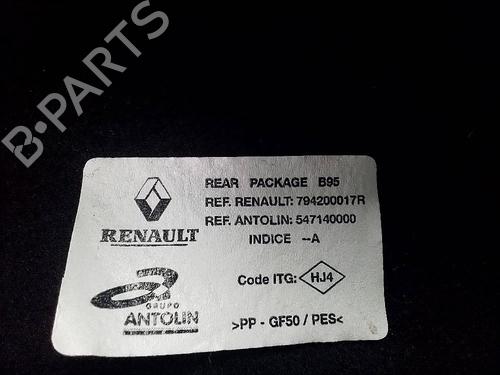 B-PARTS
REAR PACKAGE B95
REF. RENAULT: 794200017R
REF. ANTOLIN: 547140000
INDICE --A
RENAULT
Code ITG: HJ4
GRUPO
ANTOLIN
>PP - GF50 / PES<